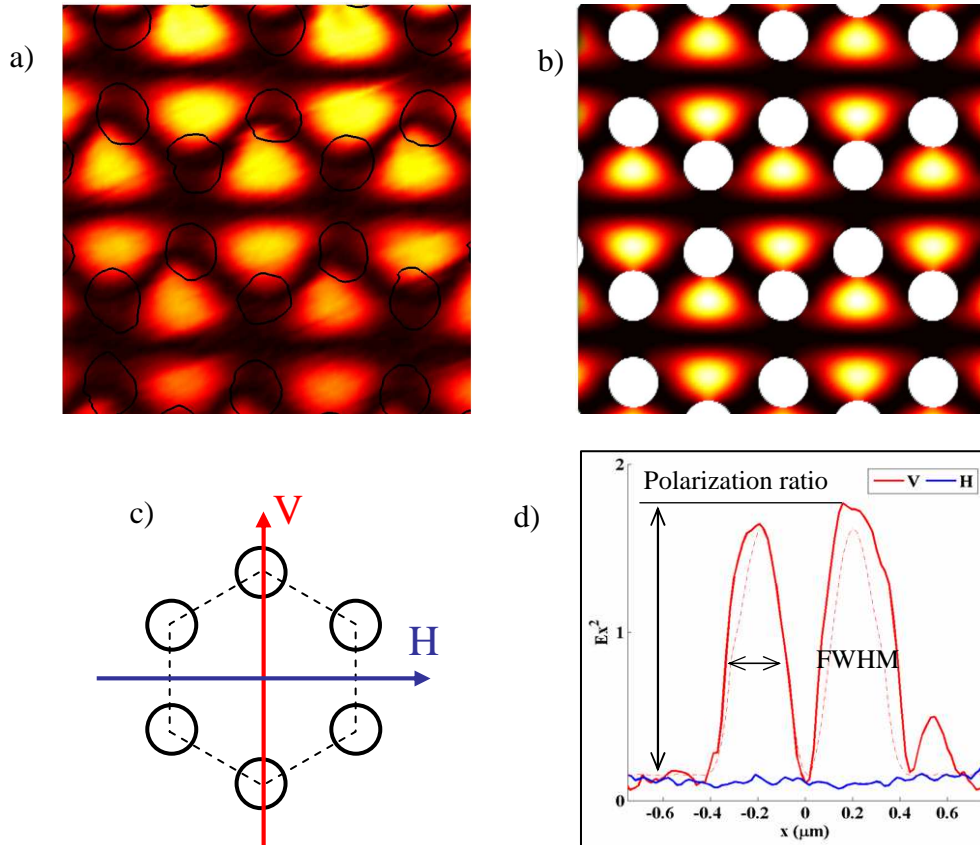 a)
b)
c)
V
H
d)
2
Polarization ratio
V H
Ex²
1
FWHM
0
-0.6 -0.4 -0.2 0 0.2 0.4 0.6
x (μm)